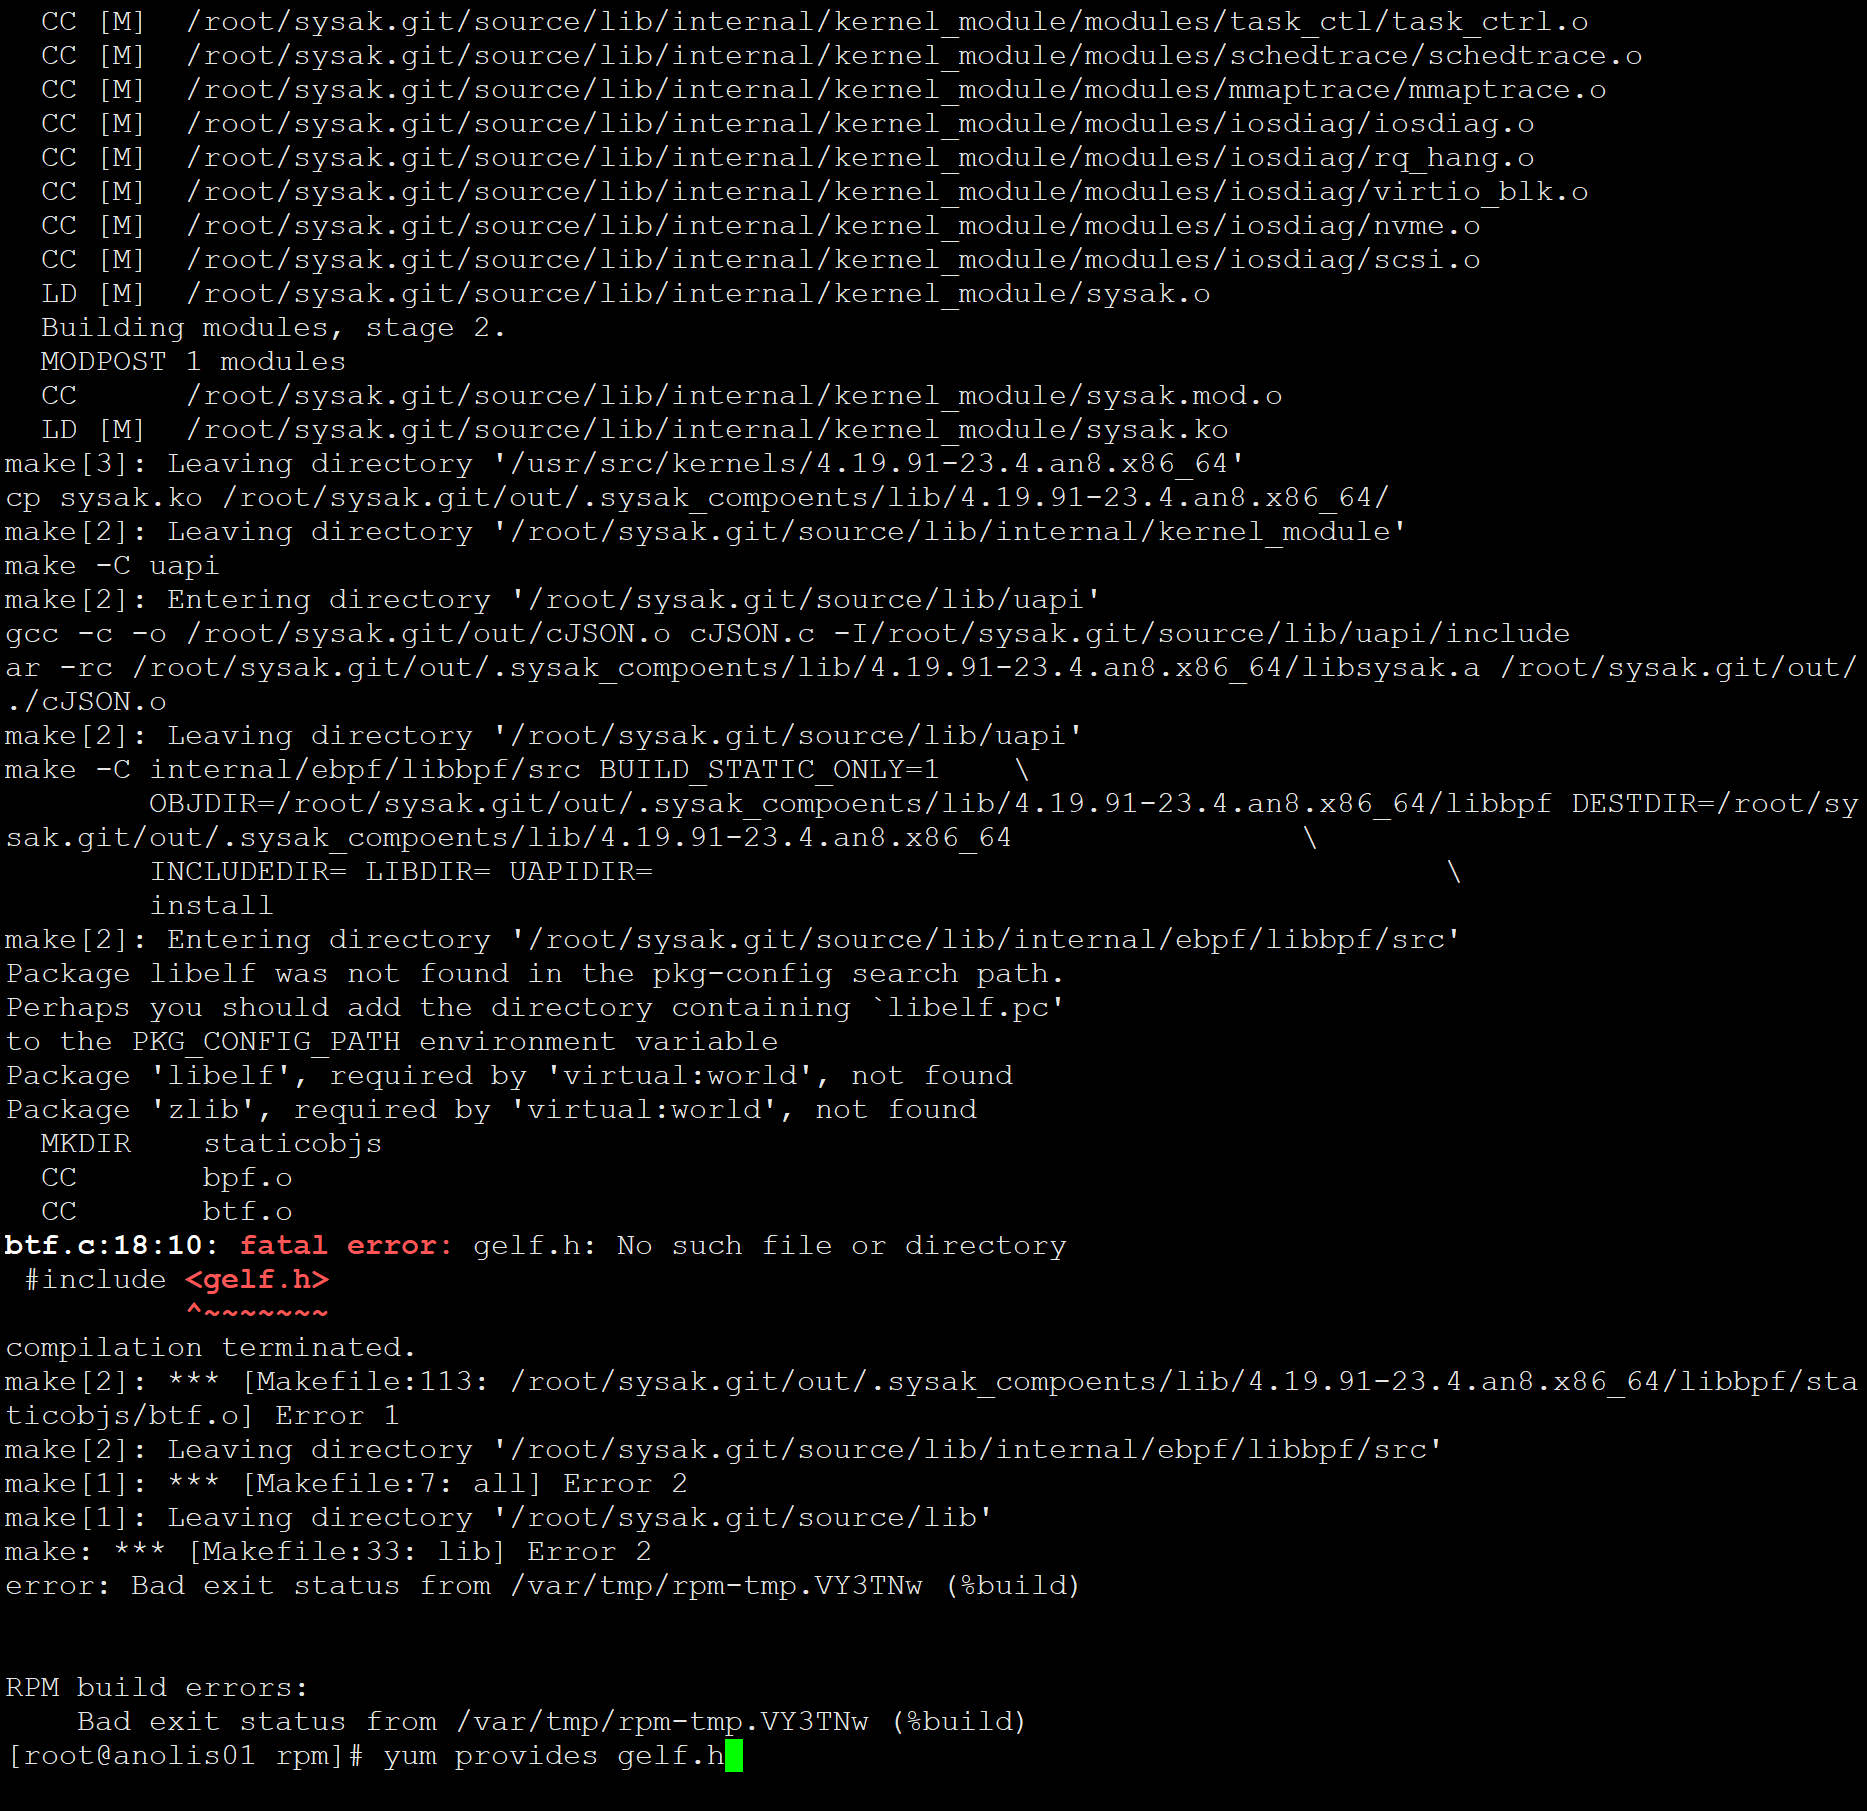 CC [M]  /root/sysak.git/source/lib/internal/kernel_module/modules/task_ctl/task_ctrl.o
CC [M]  /root/sysak.git/source/lib/internal/kernel_module/modules/schedtrace/schedtrace.o
CC [M]  /root/sysak.git/source/lib/internal/kernel_module/modules/mmaptrace/mmaptrace.o
CC [M]  /root/sysak.git/source/lib/internal/kernel_module/modules/iosdiag/iosdiag.o
CC [M]  /root/sysak.git/source/lib/internal/kernel_module/modules/iosdiag/rq_hang.o
CC [M]  /root/sysak.git/source/lib/internal/kernel_module/modules/iosdiag/virtio_blk.o
CC [M]  /root/sysak.git/source/lib/internal/kernel_module/modules/iosdiag/nvme.o
CC [M]  /root/sysak.git/source/lib/internal/kernel_module/modules/iosdiag/scsi.o
LD [M]  /root/sysak.git/source/lib/internal/kernel_module/sysak.o
Building modules, stage 2.
MODPOST 1 modules
CC      /root/sysak.git/source/lib/internal/kernel_module/sysak.mod.o
LD [M]  /root/sysak.git/source/lib/internal/kernel_module/sysak.ko
make[3]: Leaving directory '/usr/src/kernels/4.19.91-23.4.an8.x86_64'
cp sysak.ko /root/sysak.git/out/.sysak_compoents/lib/4.19.91-23.4.an8.x86_64/
make[2]: Leaving directory '/root/sysak.git/source/lib/internal/kernel_module'
make -C uapi
make[2]: Entering directory '/root/sysak.git/source/lib/uapi'
gcc -c -o /root/sysak.git/out/cJSON.o cJSON.c -I/root/sysak.git/source/lib/uapi/include
ar -rc /root/sysak.git/out/.sysak_compoents/lib/4.19.91-23.4.an8.x86_64/libsysak.a /root/sysak.git/out/
./cJSON.o
make[2]: Leaving directory '/root/sysak.git/source/lib/uapi'
make -C internal/ebpf/libbpf/src BUILD_STATIC_ONLY=1    \
OBJDIR=/root/sysak.git/out/.sysak_compoents/lib/4.19.91-23.4.an8.x86_64/libbpf DESTDIR=/root/sy
sak.git/out/.sysak_compoents/lib/4.19.91-23.4.an8.x86_64                \
INCLUDEDIR= LIBDIR= UAPIDIR=                                            \
install
make[2]: Entering directory '/root/sysak.git/source/lib/internal/ebpf/libbpf/src'
Package libelf was not found in the pkg-config search path.
Perhaps you should add the directory containing `libelf.pc'
to the PKG_CONFIG_PATH environment variable
Package 'libelf', required by 'virtual:world', not found
Package 'zlib', required by 'virtual:world', not found
MKDIR    staticobjs
CC       bpf.o
CC       btf.o
btf.c:18:10: fatal error: gelf.h: No such file or directory
#include <gelf.h>
^~~~~~~~
compilation terminated.
make[2]: *** [Makefile:113: /root/sysak.git/out/.sysak_compoents/lib/4.19.91-23.4.an8.x86_64/libbpf/sta
ticobjs/btf.o] Error 1
make[2]: Leaving directory '/root/sysak.git/source/lib/internal/ebpf/libbpf/src'
make[1]: *** [Makefile:7: all] Error 2
make[1]: Leaving directory '/root/sysak.git/source/lib'
make: *** [Makefile:33: lib] Error 2
error: Bad exit status from /var/tmp/rpm-tmp.VY3TNw (%build)
RPM build errors:
Bad exit status from /var/tmp/rpm-tmp.VY3TNw (%build)
[root@anolis01 rpm]# yum provides gelf.h